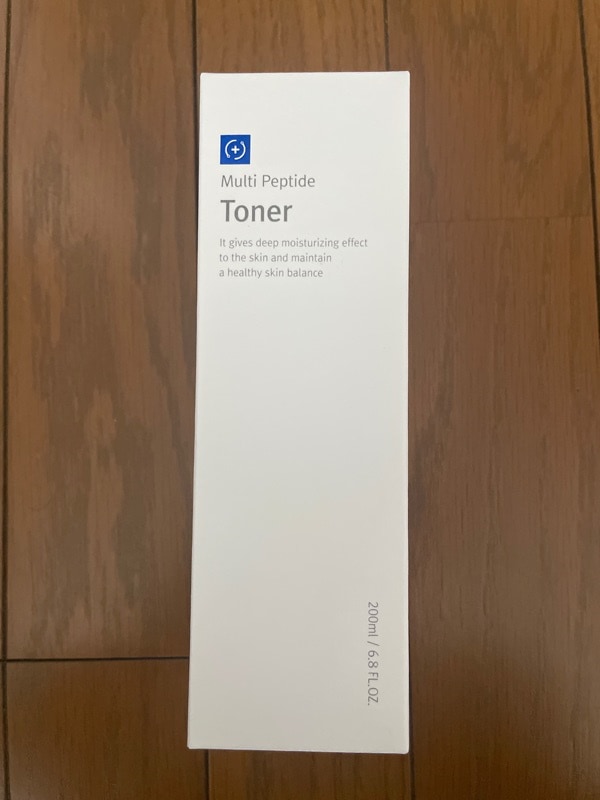 Multi Peptide
Toner
It gives deep moisturizing effect
to the skin and maintain
a healthy skin balance
200ml / 6.8 FL.OZ.